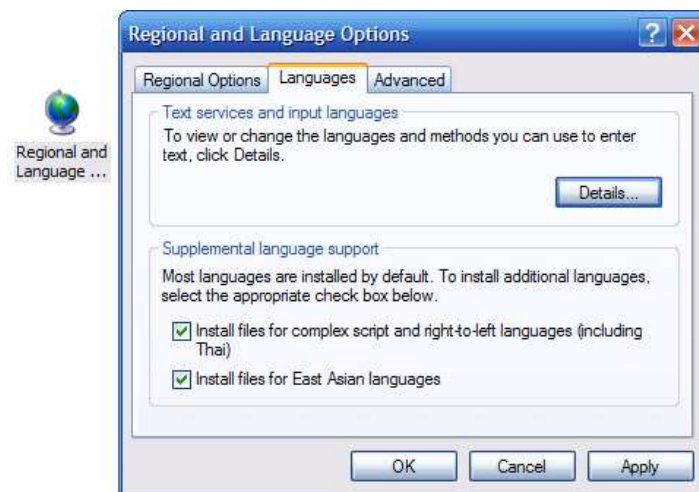 Regional and Language Options
Regional Options Languages Advanced
Regional and
Language ...
Text services and input languages
To view or change the languages and methods you can use to enter
text, click Details.
Details...
Supplemental language support
Most languages are installed by default. To install additional languages,
select the appropriate check box below.
Install files for complex script and right-to-left languages (including
Thai)
Install files for East Asian languages
OK Cancel Apply